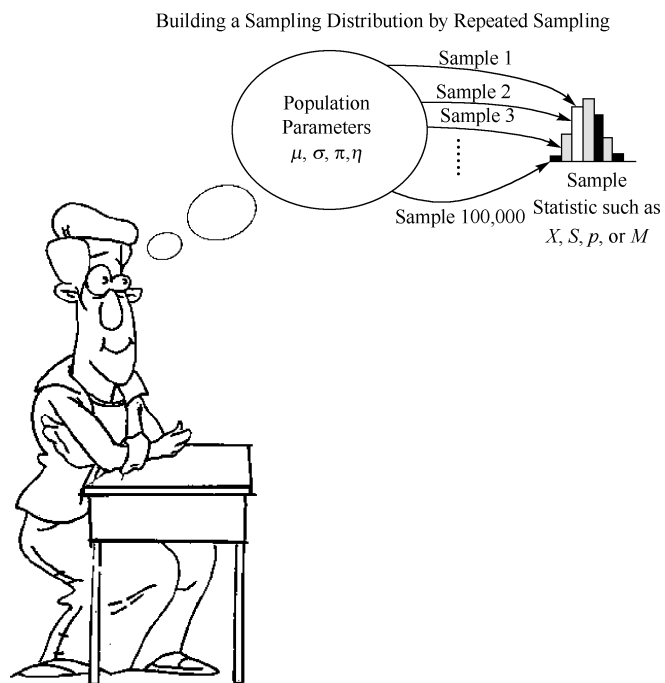 Building a Sampling Distribution by Repeated Sampling
Sample 1
Sample 2
Sample 3
Population
Parameters
μ, σ, π,η
Sample 100,000
Sample
Statistic such as
X, S, p, or M